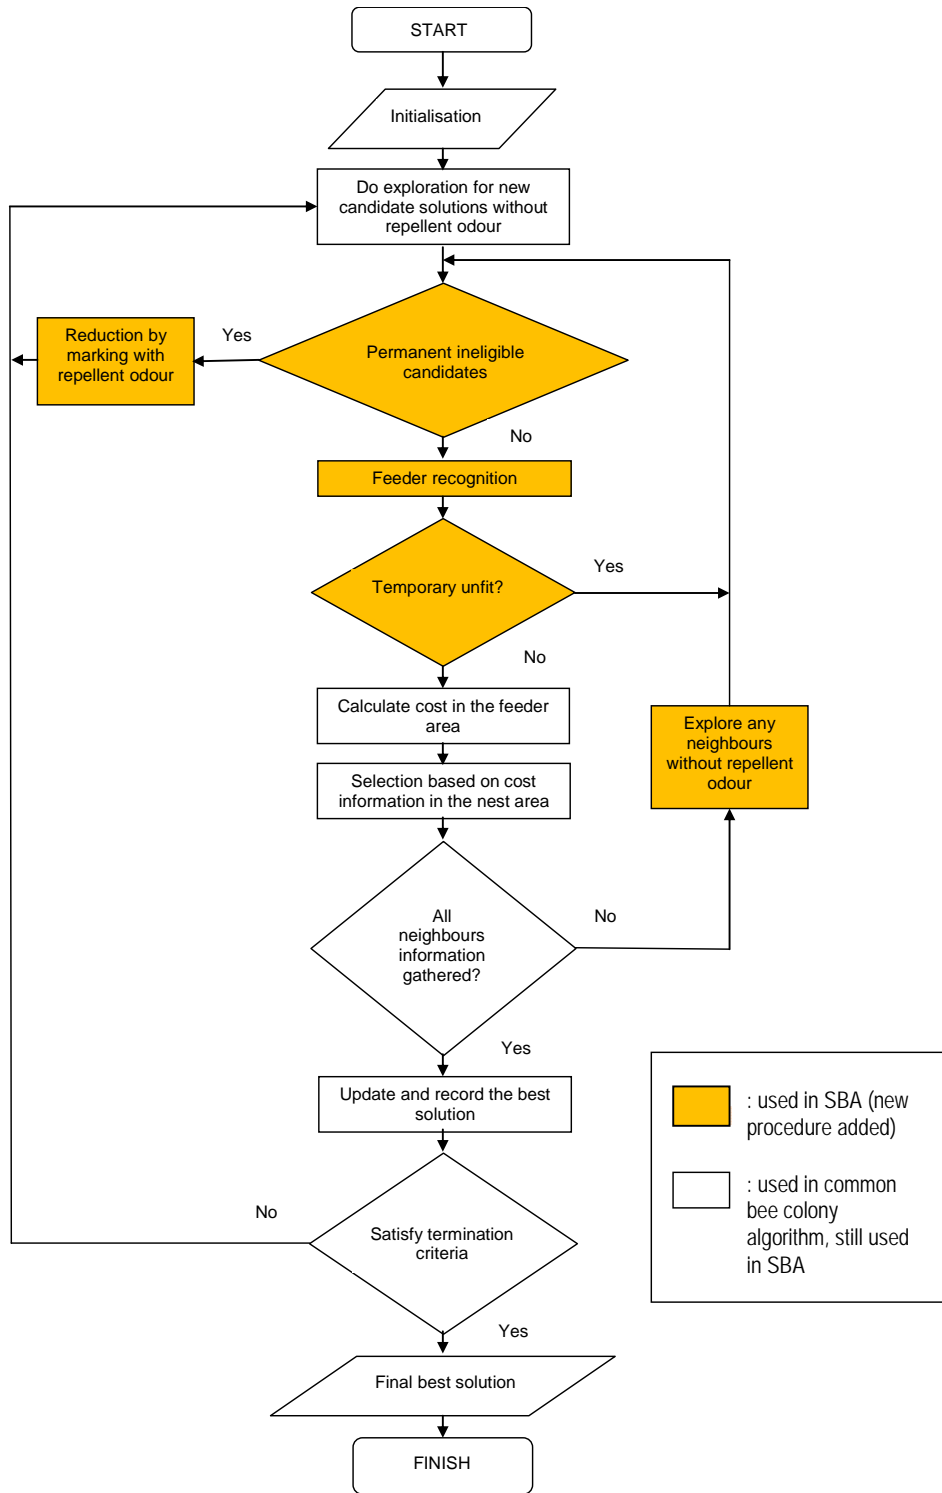 START
Initialisation
Do exploration for new
candidate solutions without
repellent odour
Reduction by
marking with
repellent odour
Yes
Permanent ineligible
candidates
No
Feeder recognition
Temporary unfit?
Yes
No
Calculate cost in the feeder
area
Explore any
neighbours
without repellent
odour
Selection based on cost
information in the nest area
All
neighbours
information
gathered?
No
Yes
Update and record the best
solution
: used in SBA (new
procedure added)
: used in common
bee colony
algorithm, still used
in SBA
No
Satisfy termination
criteria
Yes
Final best solution
FINISH